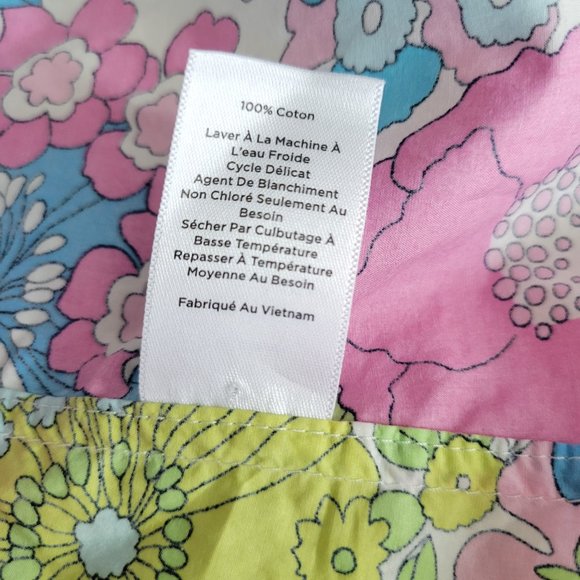 100% Coton
Laver À La Machine À
L'eau Froide
Cycle Délicat
Agent De Blanchiment
Non Chloré Seulement Au
Besoin
Sécher Par Culbutage À
Basse Température
Repasser À Température
Moyenne Au Besoin
Fabriqué Au Vietnam